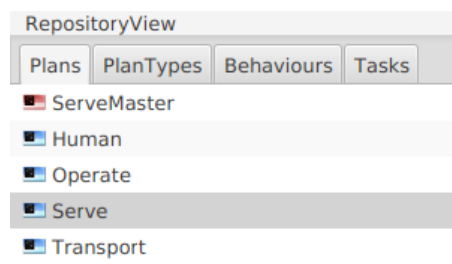 RepositoryView
Plans PlanTypes Behaviours Tasks
ServeMaster
Human
Operate
Serve
Transport